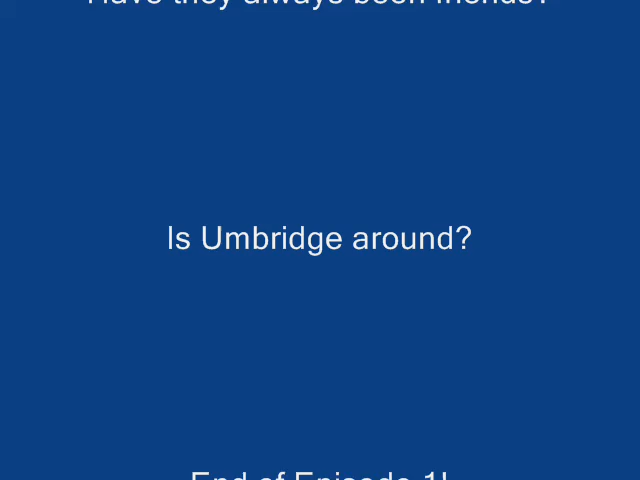 Have they always been friends?
Is Umbridge around?
End of Episode 1!